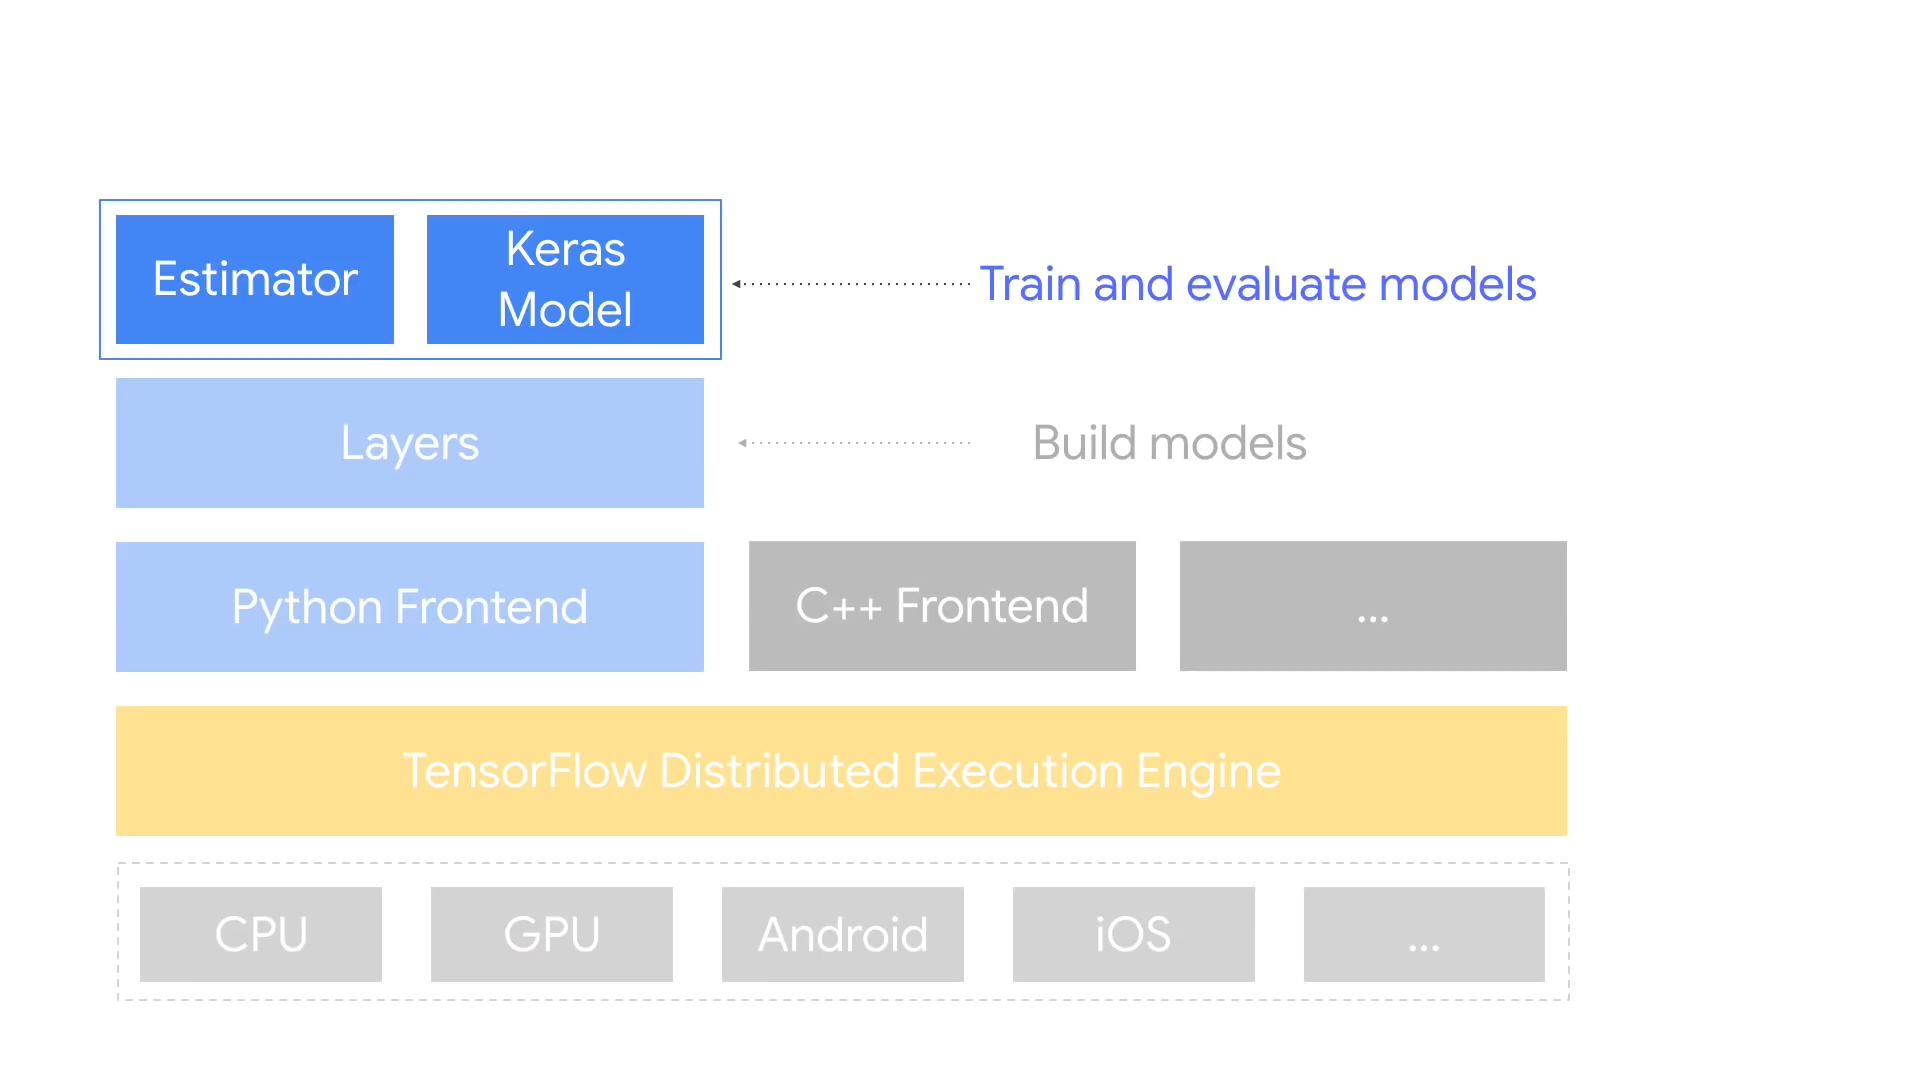 Estimator
Keras
Model
Train and evaluate models
Layers
Build models
Python Frontend
C++ Frontend
...
TensorFlow Distributed Execution Engine
CPU
GPU
Android
iOS
...